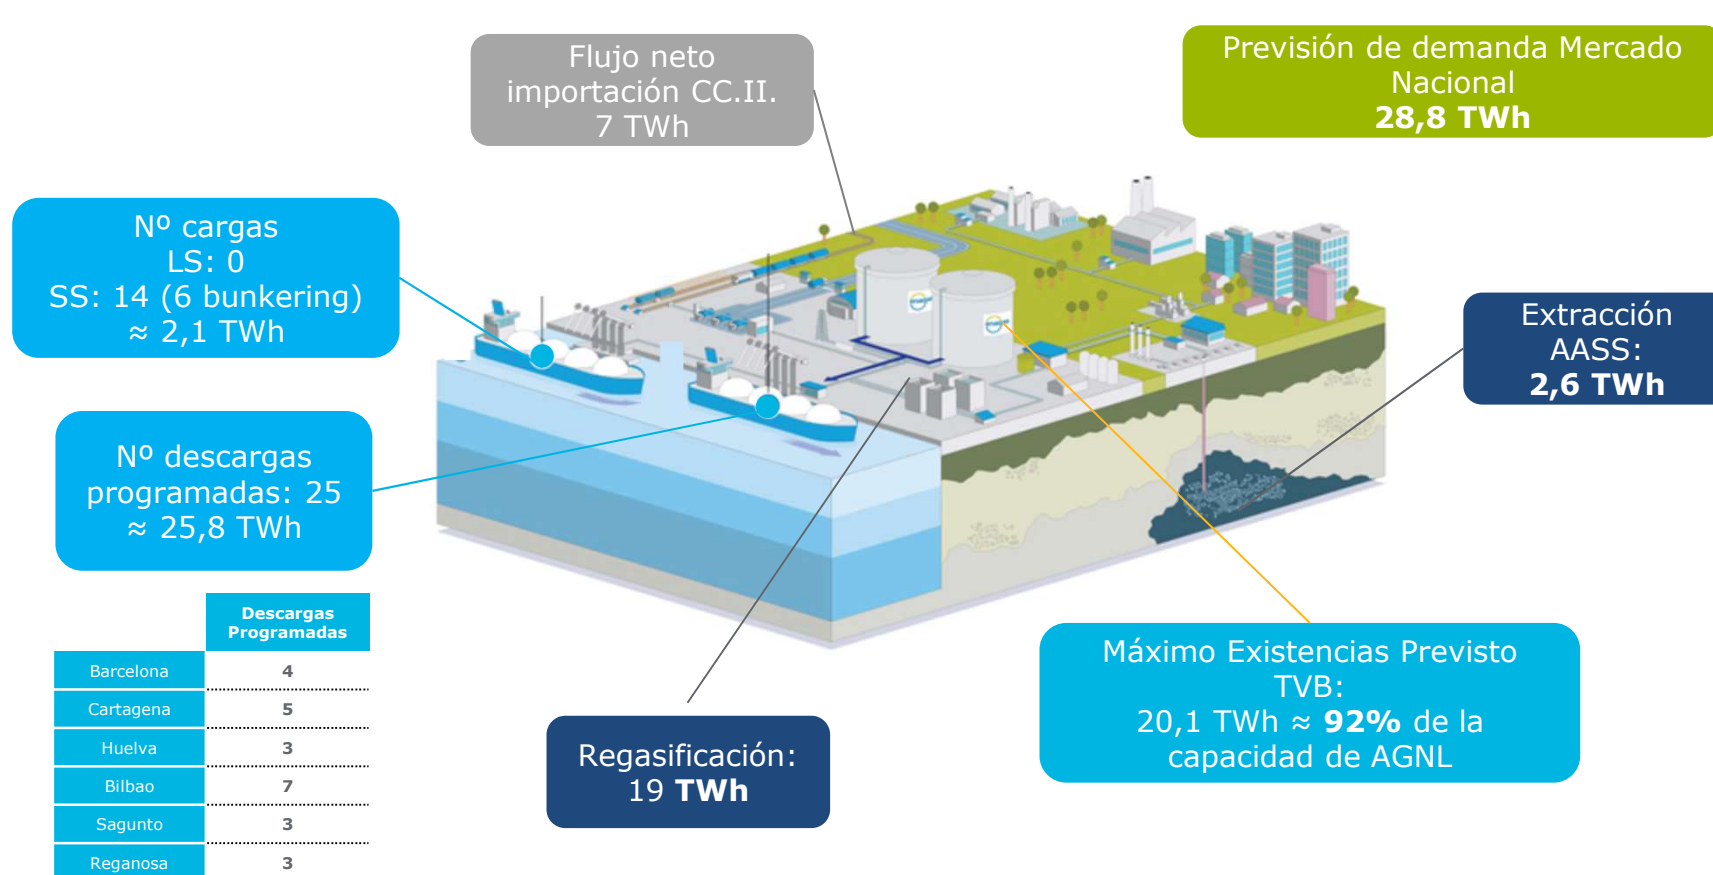 Flujo neto
importación CC.II.
7 TWh
Previsión de demanda Mercado
Nacional
28,8 TWh
Nº cargas
LS: 0
SS: 14 (6 bunkering)
≈ 2,1 TWh
Extracción
AASS:
2,6 TWh
Nº descargas
programadas: 25
≈ 25,8 TWh
Descargas
Programadas
Barcelona 4
Cartagena 5
Huelva 3
Bilbao 7
Sagunto 3
Reganosa 3
Regasificación:
19 TWh
Máximo Existencias Previsto
TVB:
20,1 TWh ≈ 92% de la
capacidad de AGNL